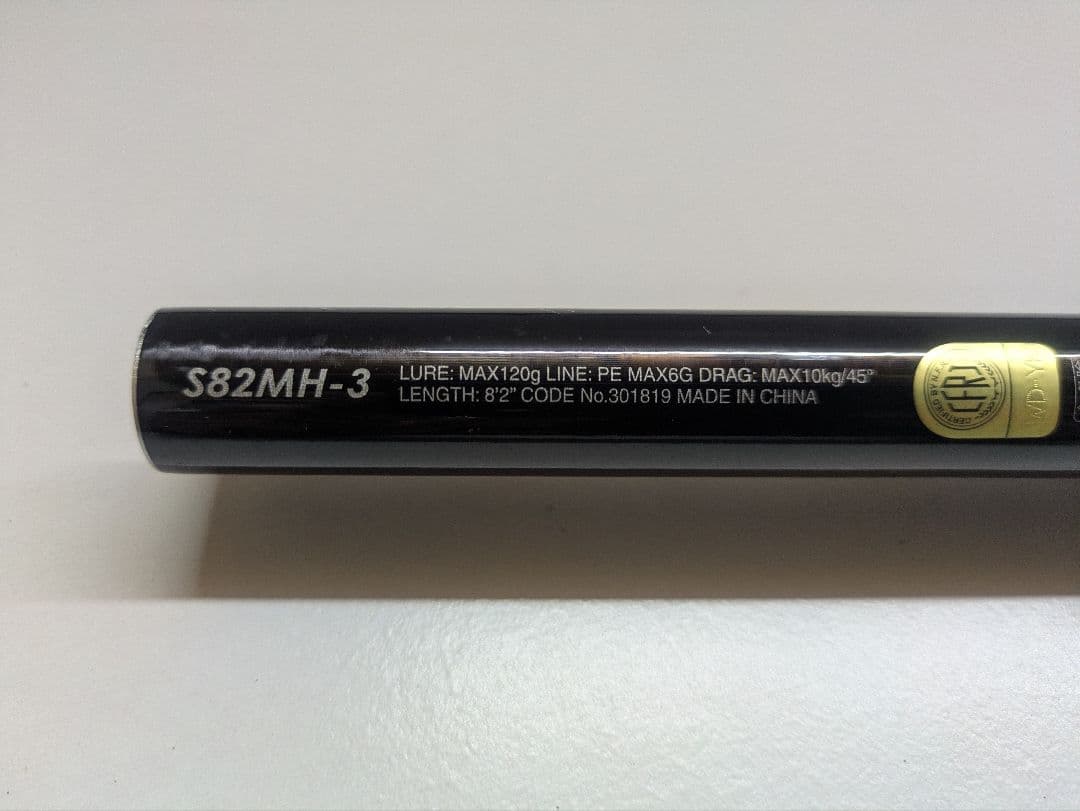 S82MH-3
LURE: MAX120g LINE: PE MAX6G DRAG: MAX10kg/45°
LENGTH: 8'2" CODE No.301819 MADE IN CHINA
CERTIFIED